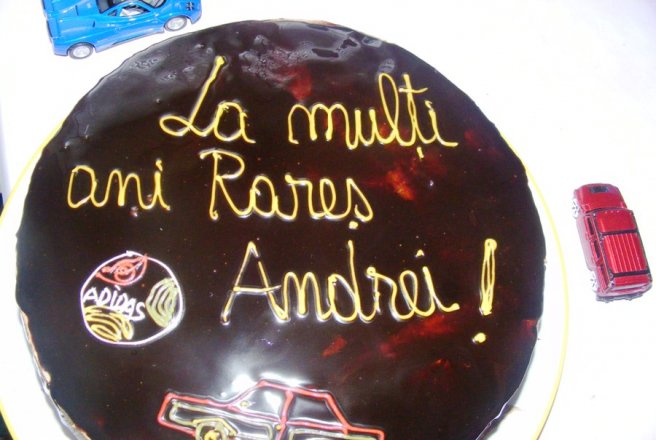 La mulți
ani Rareș
Andrei !
ADIDAS